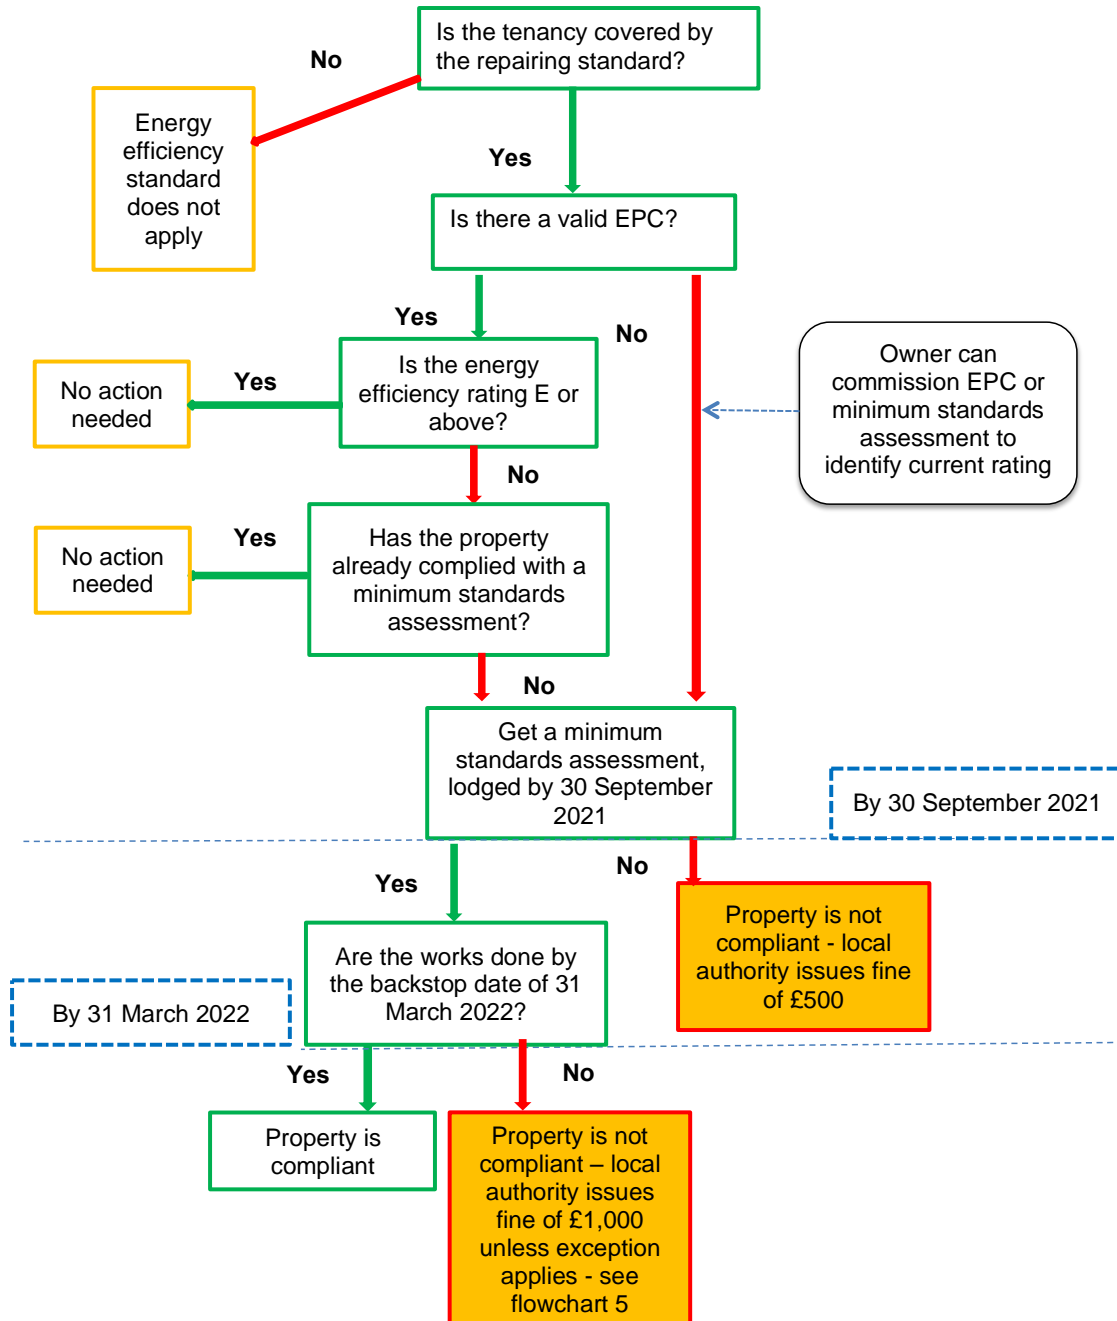 Is the tenancy covered by
the repairing standard?
No
Energy
efficiency
standard
does not
apply
Yes
Is there a valid EPC?
Yes
No
Is the energy
efficiency rating E or
above?
Yes
No action
needed
Owner can
commission EPC or
minimum standards
assessment to
identify current rating
No
Has the property
already complied with a
minimum standards
assessment?
Yes
No action
needed
No
Get a minimum
standards assessment,
lodged by 30 September
2021
By 30 September 2021
Yes
No
Property is not
compliant - local
authority issues fine
of £500
Are the works done by
the backstop date of 31
March 2022?
By 31 March 2022
Yes
No
Property is
compliant
Property is not
compliant – local
authority issues
fine of £1,000
unless exception
applies - see
flowchart 5